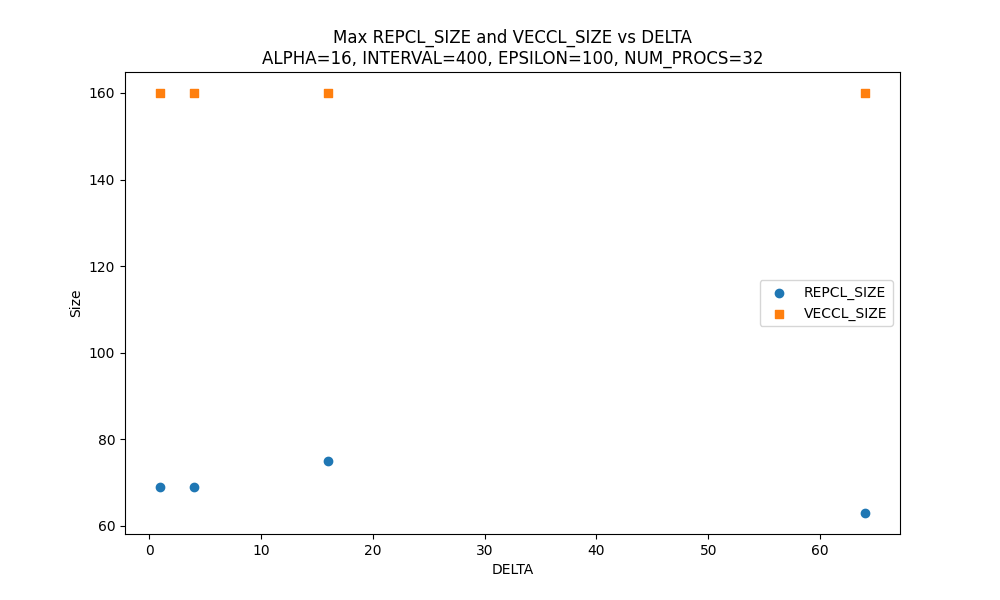 Max REPCL_SIZE and VECCL_SIZE vs DELTA
ALPHA=16, INTERVAL=400, EPSILON=100, NUM_PROCS=32
160
140
120
100
80
60
Size
REPCL_SIZE
VECCL_SIZE
0 10 20 30 40 50 60
DELTA